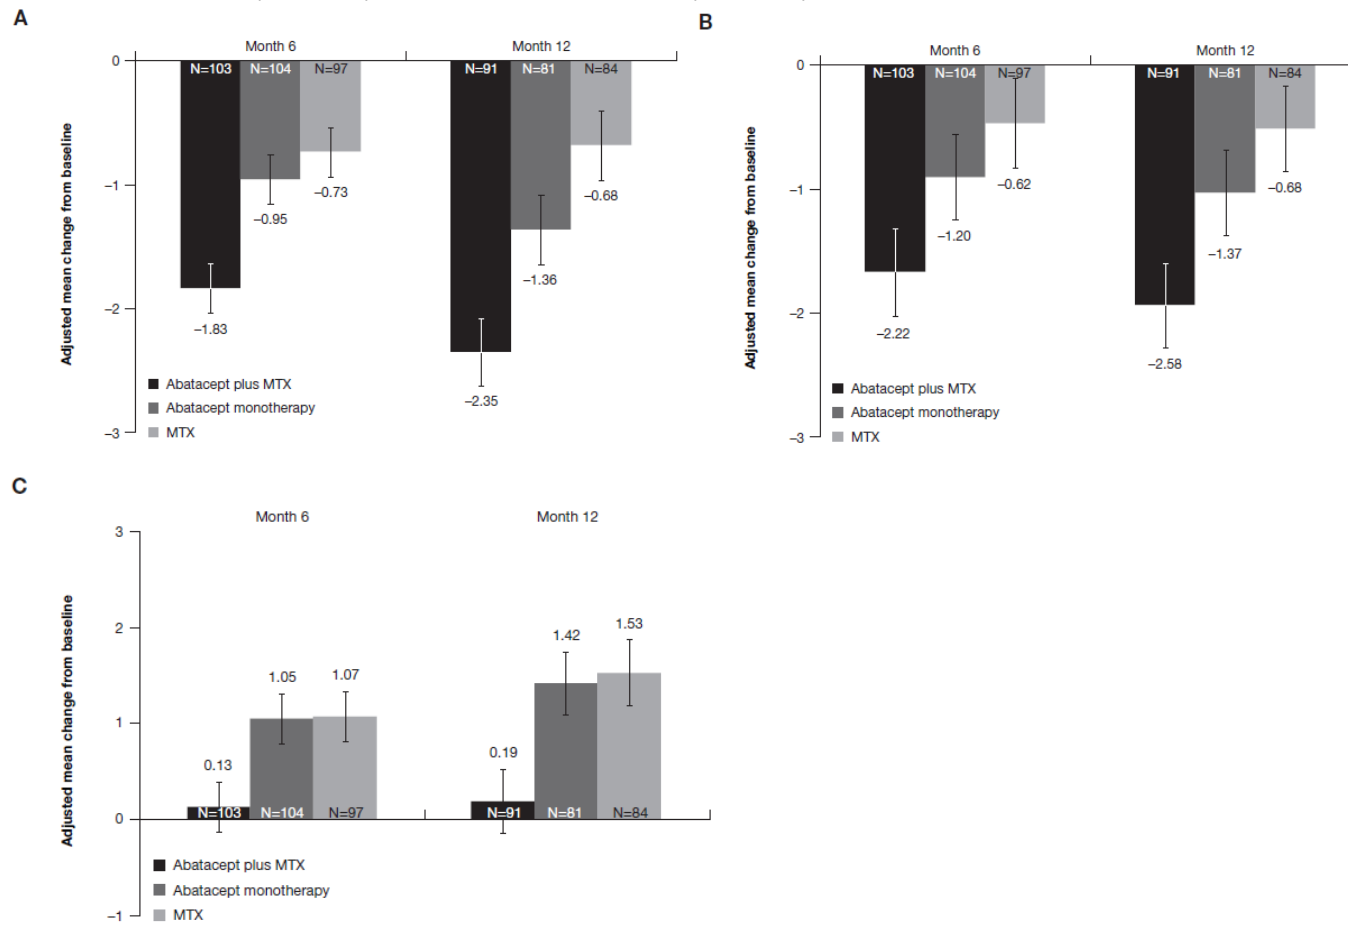 A
Month 6 Month 12
0
N=103 N=104 N=97 N=91 N=81 N=84
Adjusted mean change from baseline
−1
−0.73 −0.68
−0.95
−1.36
−2
−1.83
−2.35
−3
Abatacept plus MTX
Abatacept monotherapy
MTX
B
Month 6 Month 12
0
N=103 N=104 N=97 N=91 N=81 N=84
Adjusted mean change from baseline
−1
−0.62 −0.68
−1.20
−1.37
−2
−2.22
−2.58
−3
Abatacept plus MTX
Abatacept monotherapy
MTX
C
Month 6 Month 12
3
Adjusted mean change from baseline
2
1.53
1.42
1.05 1.07
1
0.13 0.19
N=103 N=104 N=97 N=91 N=81 N=84
0
Abatacept plus MTX
Abatacept monotherapy
−1
MTX